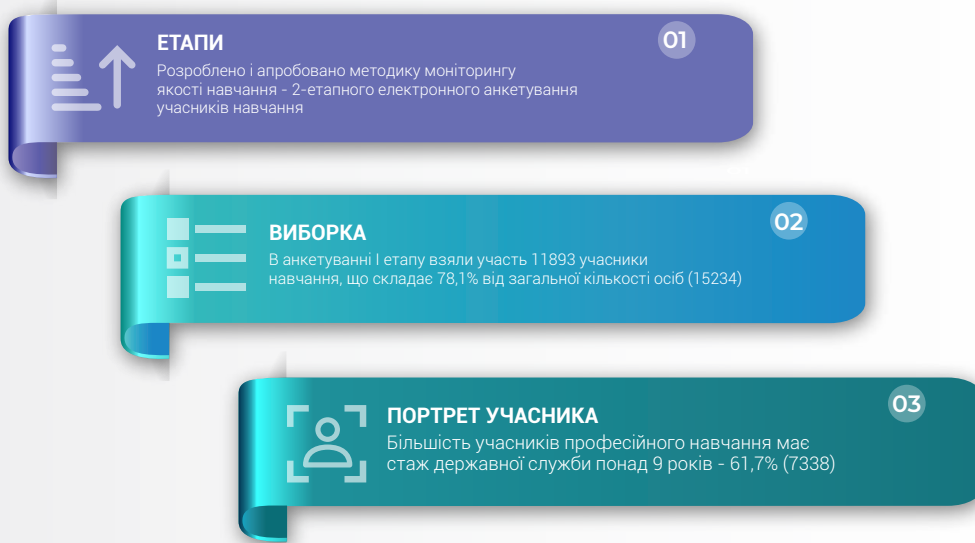 ЕТАПИ
01
Розроблено і апробовано методику моніторингу
якості навчання - 2-етапного електронного анкетування
учасників навчання
ВИБОРКА
02
В анкетуванні І етапу взяли участь 11893 учасники
навчання, що складає 78,1% від загальної кількості осіб (15234)
ПОРТРЕТ УЧАСНИКА
03
Більшість учасників професійного навчання має
стаж державної служби понад 9 років - 61,7% (7338)